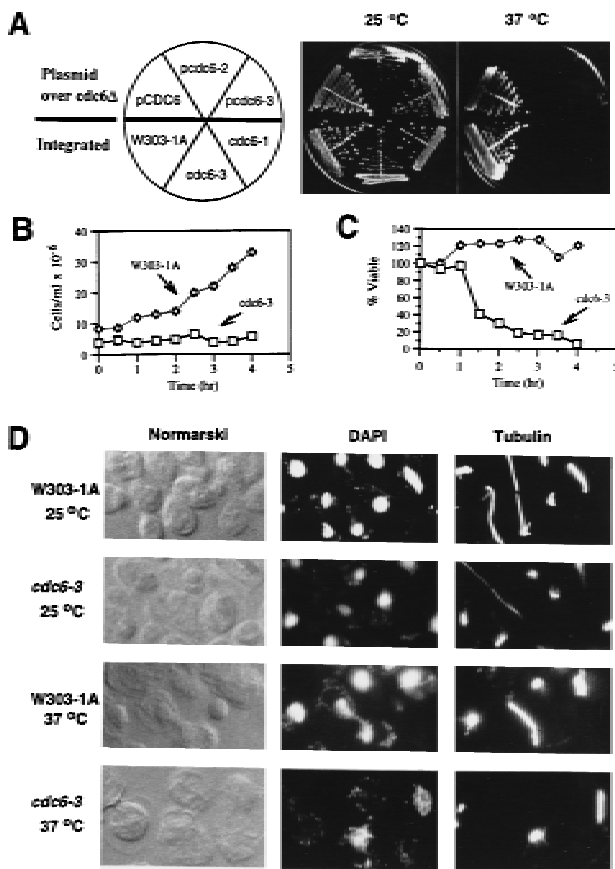 A
25 °C
37 °C
Plasmid
over cdc6Δ
Integrated
pcdc6-2
pCDC6
pcdc6-3
W303-1A
cdc6-1
cdc6-3
B
Cells/ml x 10-6
40
30
20
10
0
W303-1A
cdc6-3
0 1 2 3 4 5
Time (hr)
C
% Viable
140
120
100
80
60
40
20
0
W303-1A
cdc6-3
0 1 2 3 4 5
Time (hr)
D
Normarski
DAPI
Tubulin
W303-1A
25 °C
cdc6-3
25 °C
W303-1A
37 °C
cdc6-3
37 °C